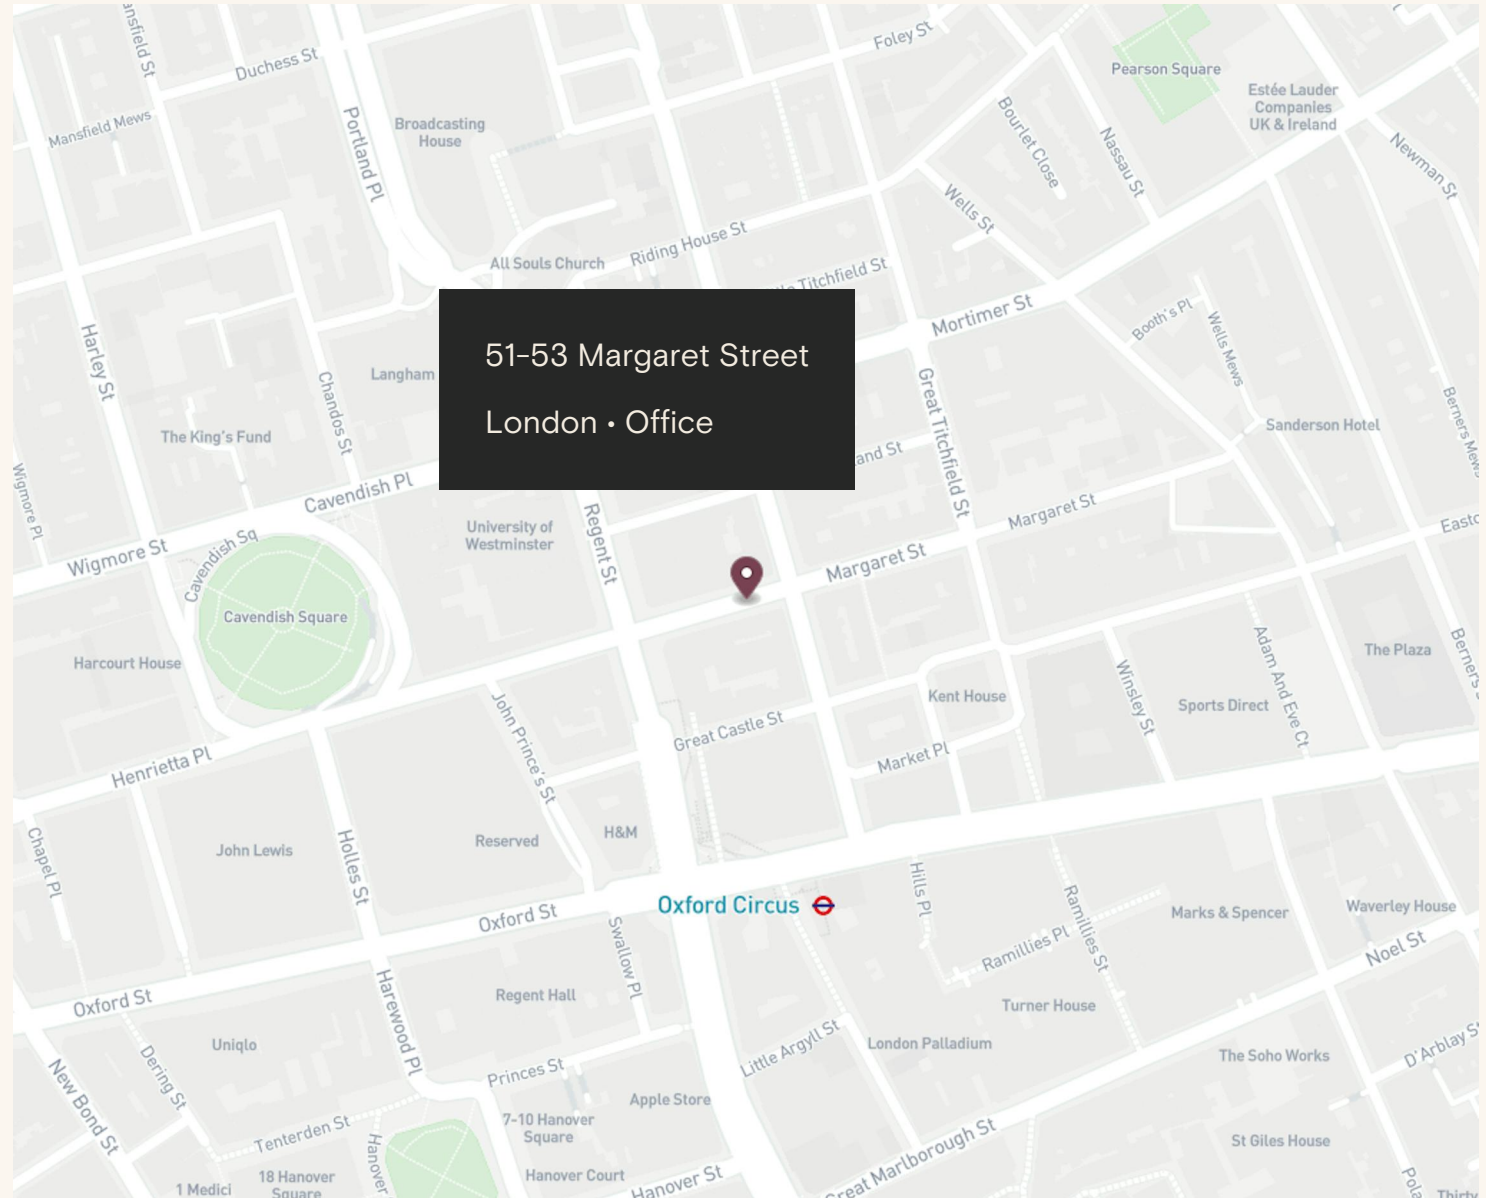 Mansfield St
Duchess St
Foley St
Pearson Square
Estée Lauder
Companies
UK & Ireland
Mansfield Mews
Portland Pl
Broadcasting
House
Bourlet Close
Nassau St
Newman St
Wells St
All Souls Church
Riding House St
Titchfield St
Mortimer St
Booth's Pl
Wells Mews
Harley St
51-53 Margaret Street
London • Office
Langham
Chandos St
Great Titchfield St
Berners Mews
The King's Fund
Sanderson Hotel
and St
Wigmore Pl
Cavendish Pl
University of
Westminster
Regent St
Margaret St
Eastc
Wigmore St
Cavendish Sq
Margaret St
Cavendish Square
Harcourt House
Adam And Eve Ct
The Plaza
Berners S
John Prince's St
Kent House
Winsley St
Sports Direct
Great Castle St
Henrietta Pl
Market Pl
Chapel Pl
John Lewis
Holles St
Reserved
H&M
Oxford Circus
Hills Pl
Ramillies St
Marks & Spencer
Waverley House
Oxford St
Swallow Pl
Ramillies Pl
Noel St
Oxford St
Harewood Pl
Regent Hall
Turner House
Uniqlo
Little Argyll St
London Palladium
The Soho Works
D'Arblay S
New Bond St
Dering St
Princes St
Apple Store
7-10 Hanover
Square
Tenterden St
Hanover
Great Marlborough St
St Giles House
18 Hanover
Square
1 Medici
Hanover Court
Hanover St
Pol
Thirty